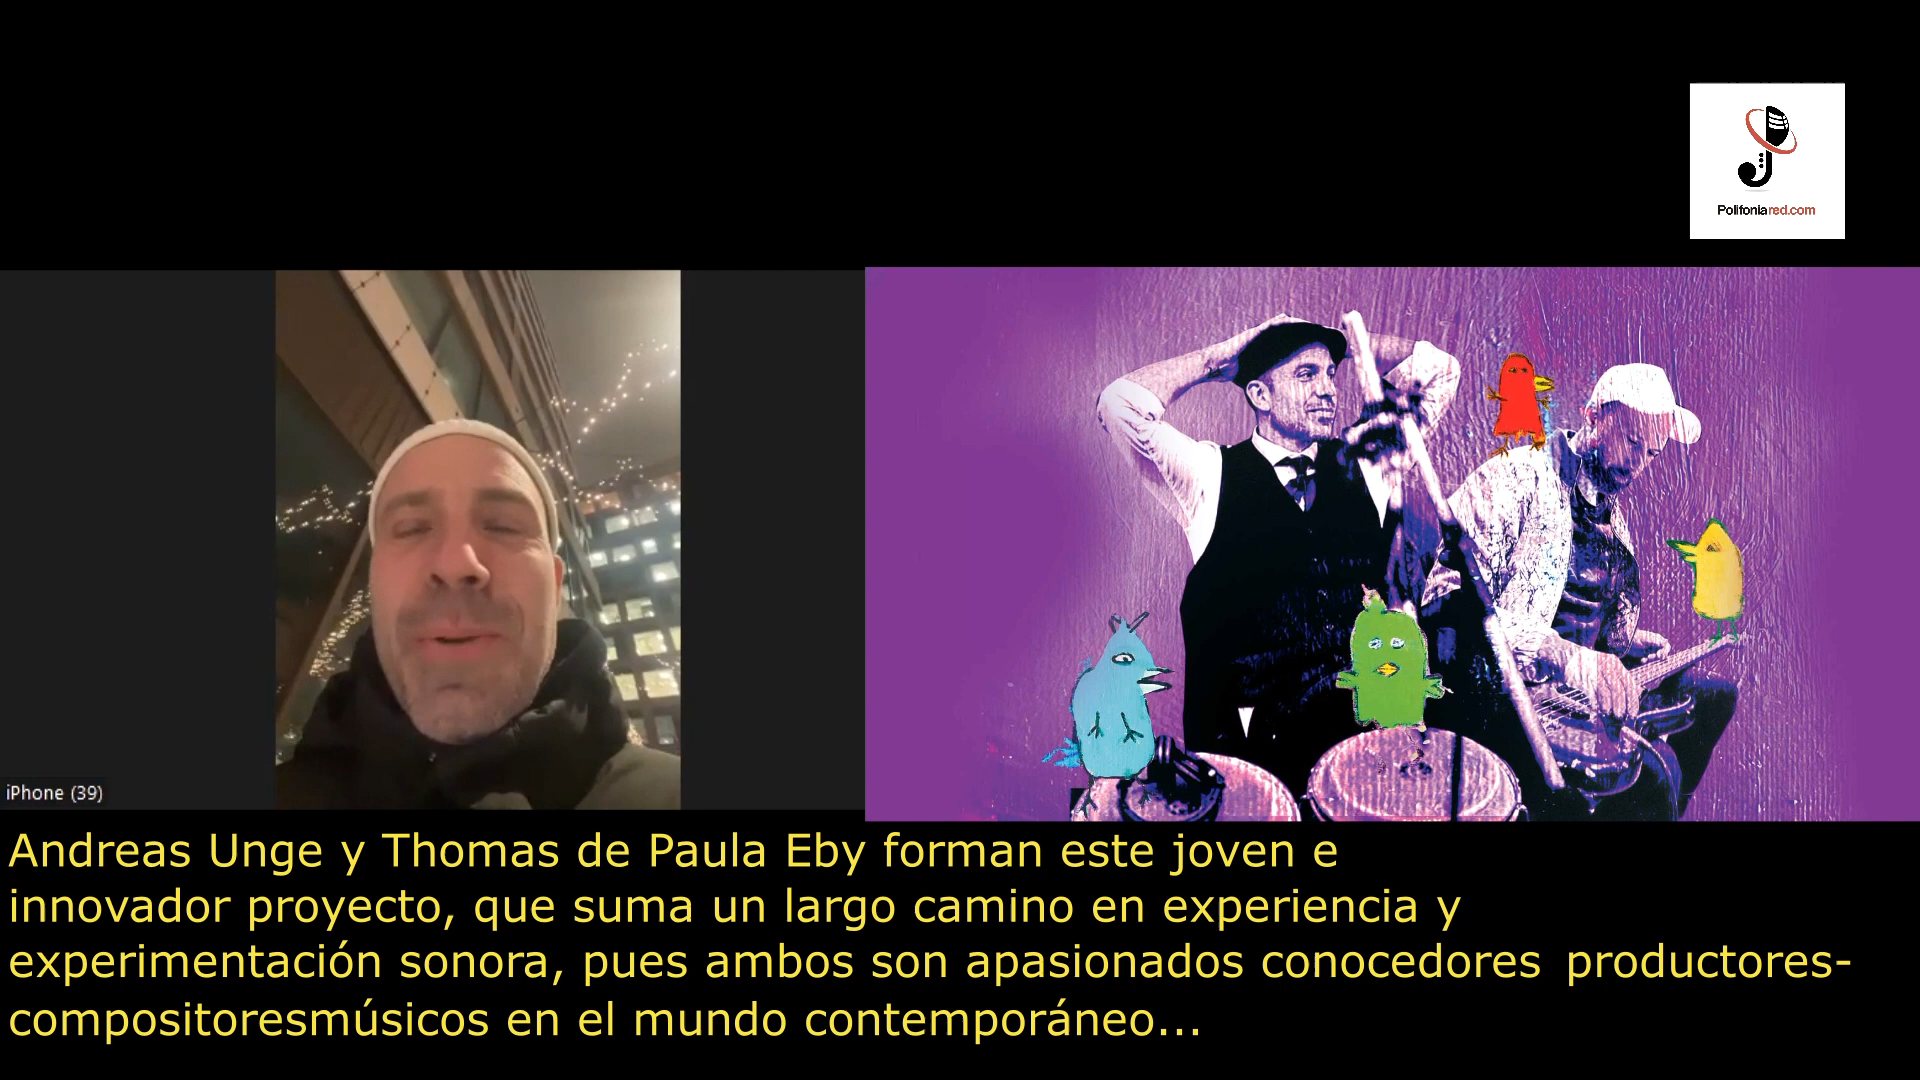 Polifoniared.com
iPhone (39)
Andreas Unge y Thomas de Paula Eby forman este joven e
innovador proyecto, que suma un largo camino en experiencia y
experimentación sonora, pues ambos son apasionados conocedores productores-
compositoresmúsicos en el mundo contemporáneo...